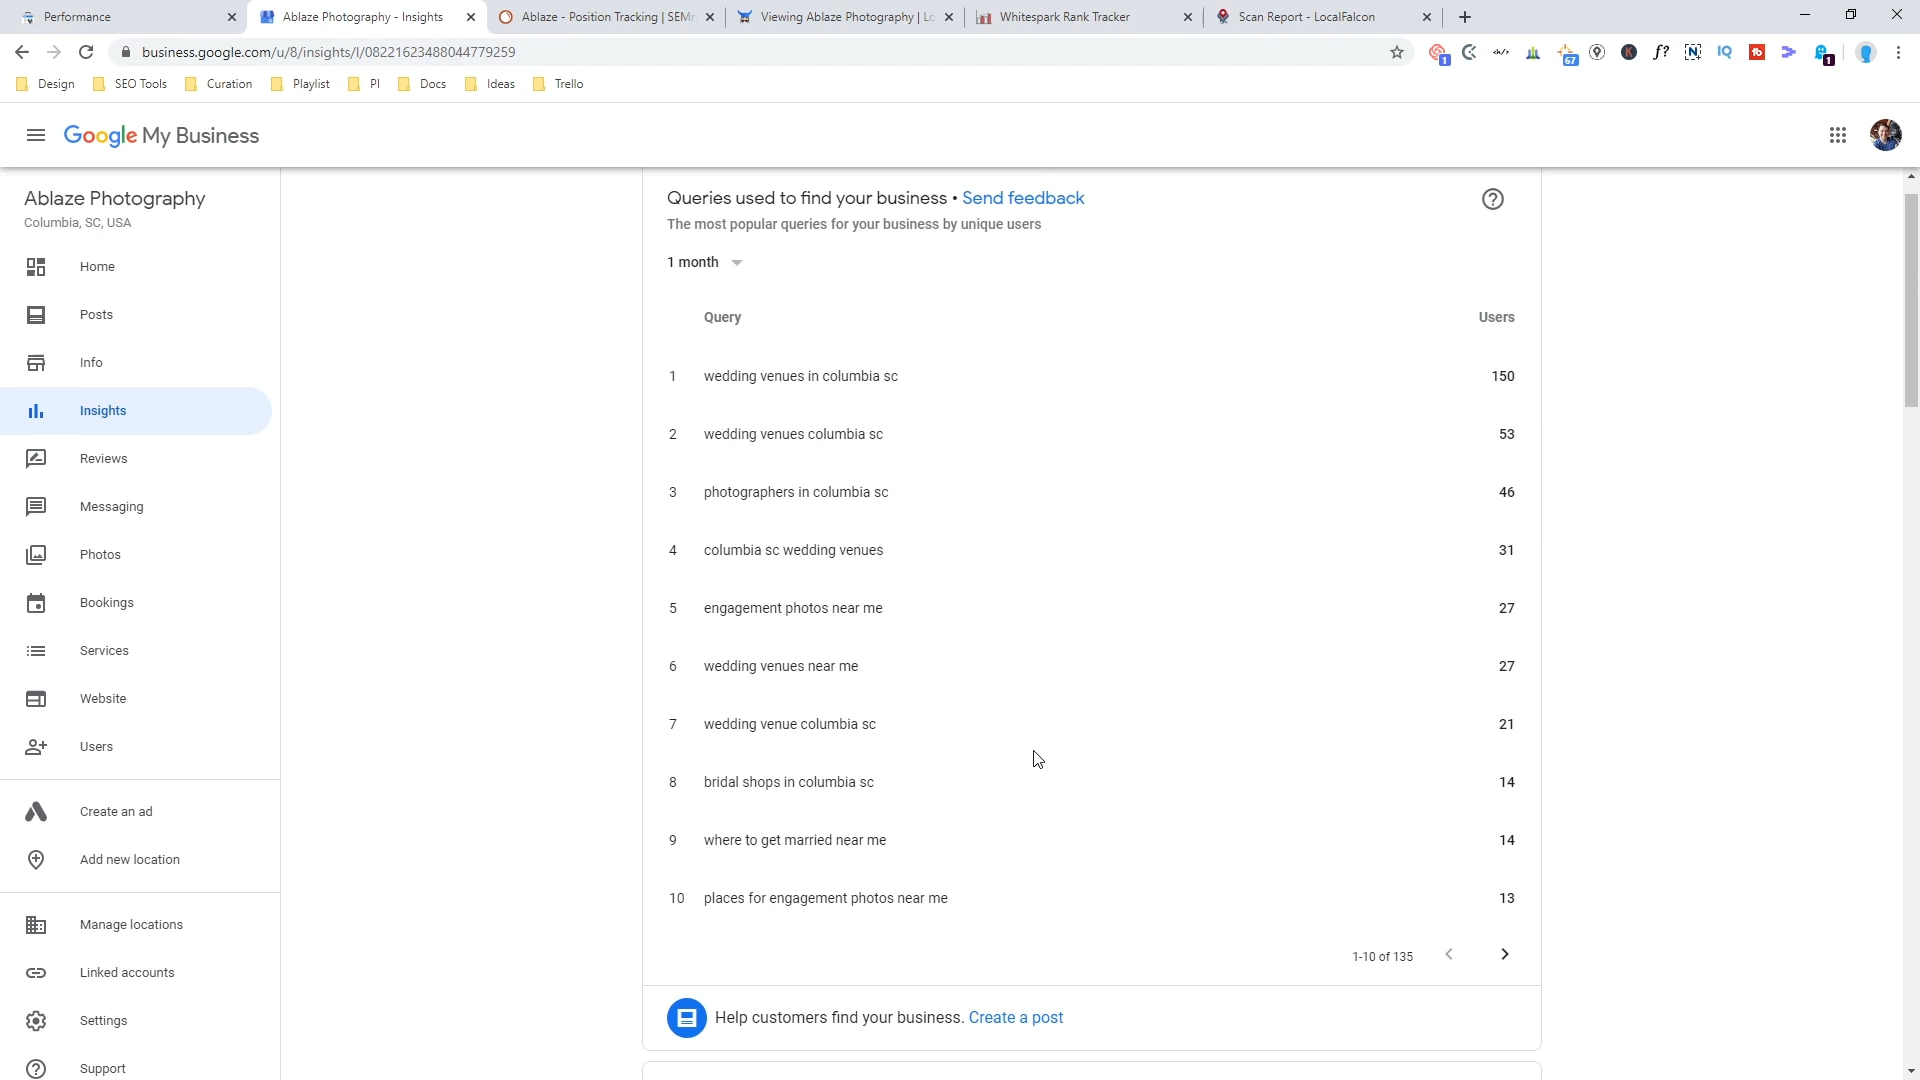 Performance
Ablaze Photography - Insights
Ablaze - Position Tracking | SEMr
Viewing Ablaze Photography | Lo
Whitespark Rank Tracker
Scan Report - LocalFalcon
business.google.com/u/8/insights/l/08221623488044779259
1
67
1
Design
SEO Tools
Curation
Playlist
PI
Docs
Ideas
Trello
Google My Business
Ablaze Photography
Columbia, SC, USA
Home
Posts
Info
Insights
Reviews
Messaging
Photos
Bookings
Services
Website
Users
Create an ad
Add new location
Manage locations
Linked accounts
Settings
Support
Queries used to find your business • Send feedback
The most popular queries for your business by unique users
1 month
Query Users
1 wedding venues in columbia sc 150
2 wedding venues columbia sc 53
3 photographers in columbia sc 46
4 columbia sc wedding venues 31
5 engagement photos near me 27
6 wedding venues near me 27
7 wedding venue columbia sc 21
8 bridal shops in columbia sc 14
9 where to get married near me 14
10 places for engagement photos near me 13
1-10 of 135
Help customers find your business. Create a post